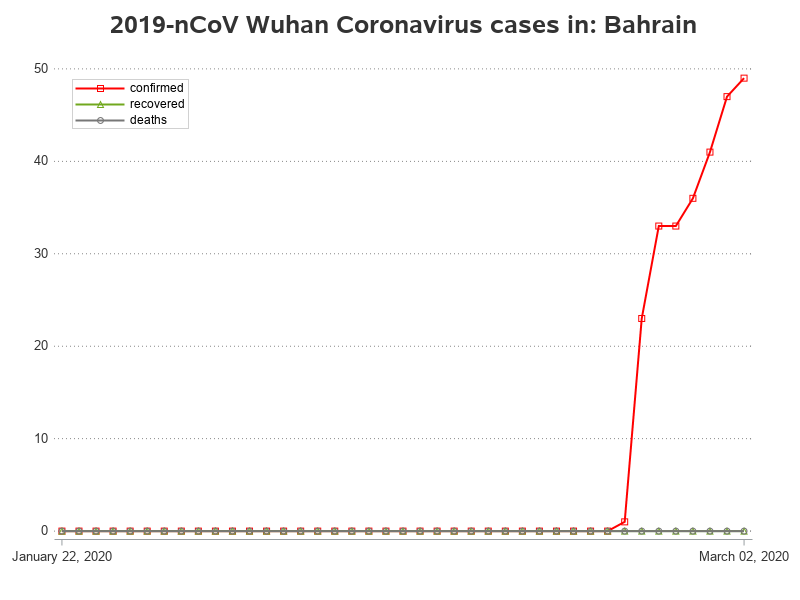 2019-nCoV Wuhan Coronavirus cases in: Bahrain
50
confirmed
recovered
deaths
40
30
20
10
0
January 22, 2020
March 02, 2020